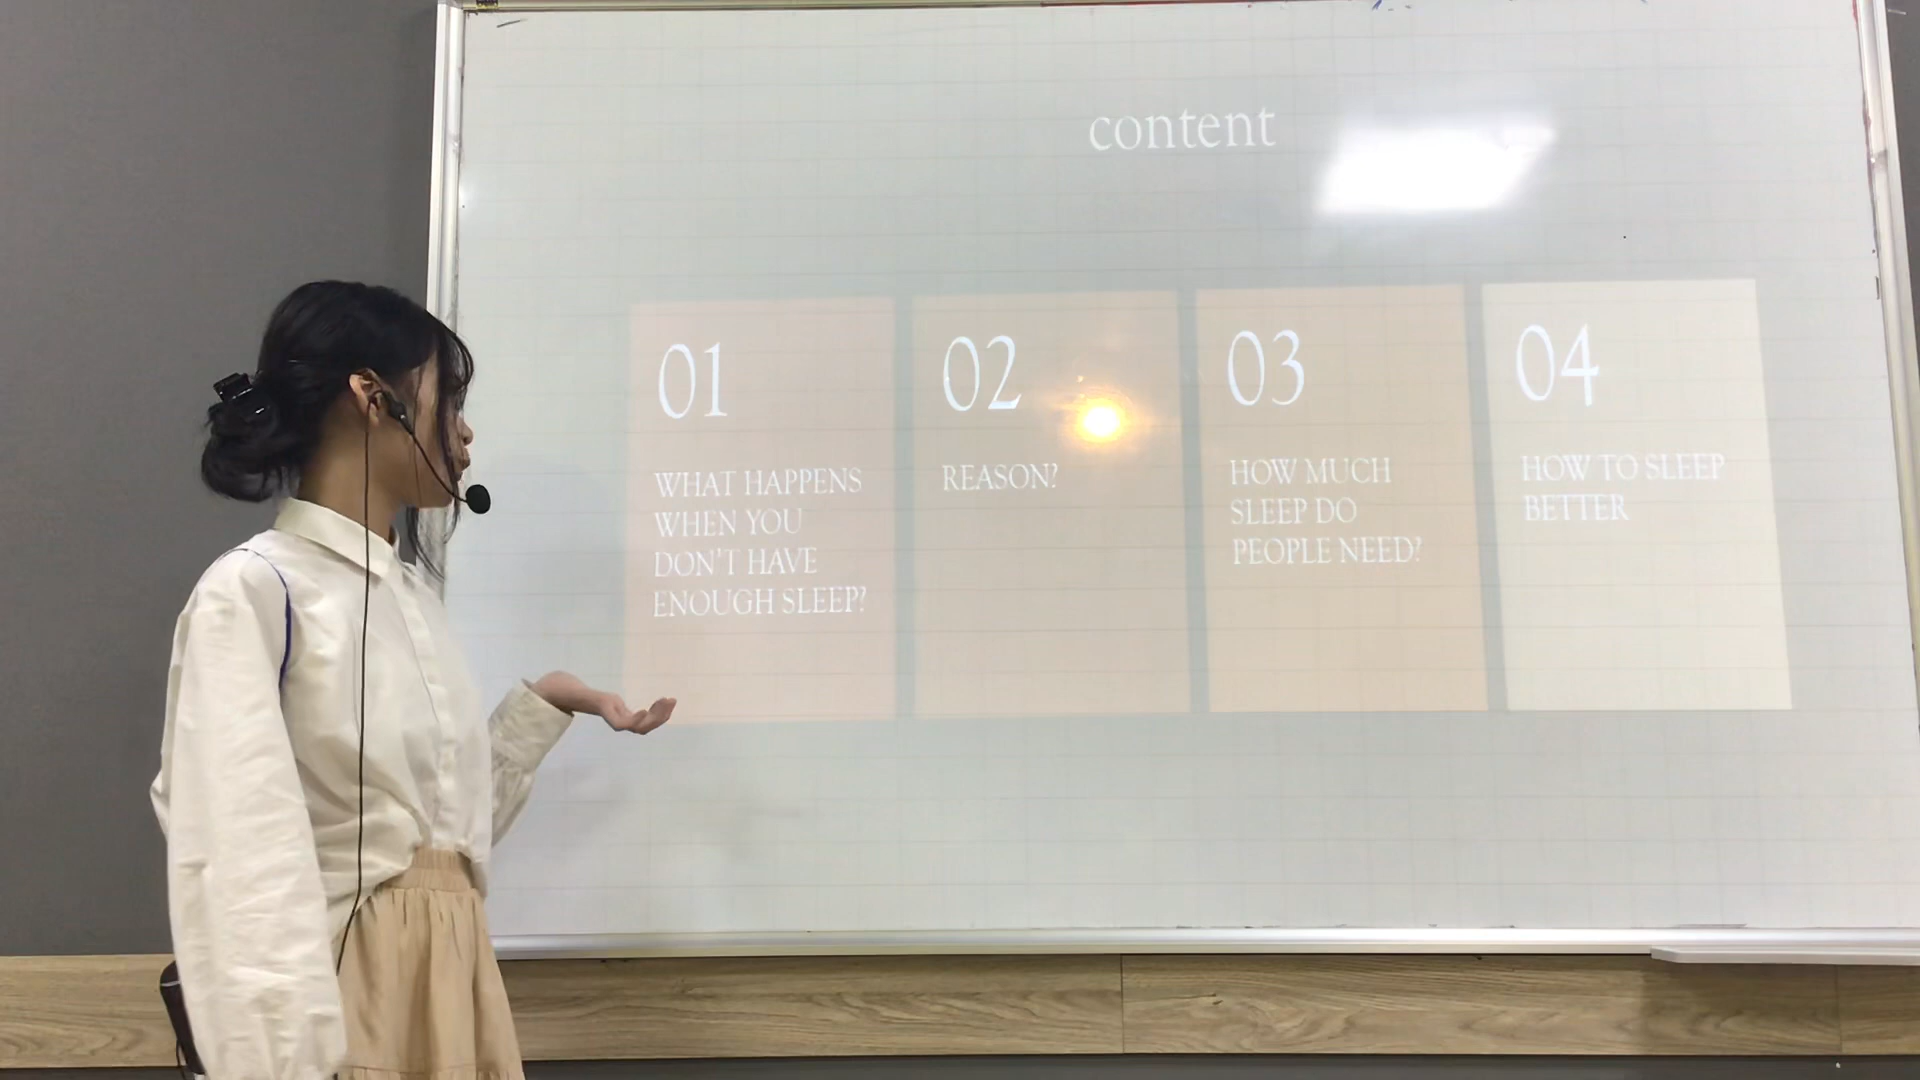 content
01
WHAT HAPPENS
WHEN YOU
DON'T HAVE
ENOUGH SLEEP?
02
REASON?
03
HOW MUCH
SLEEP DO
PEOPLE NEED?
04
HOW TO SLEEP
BETTER